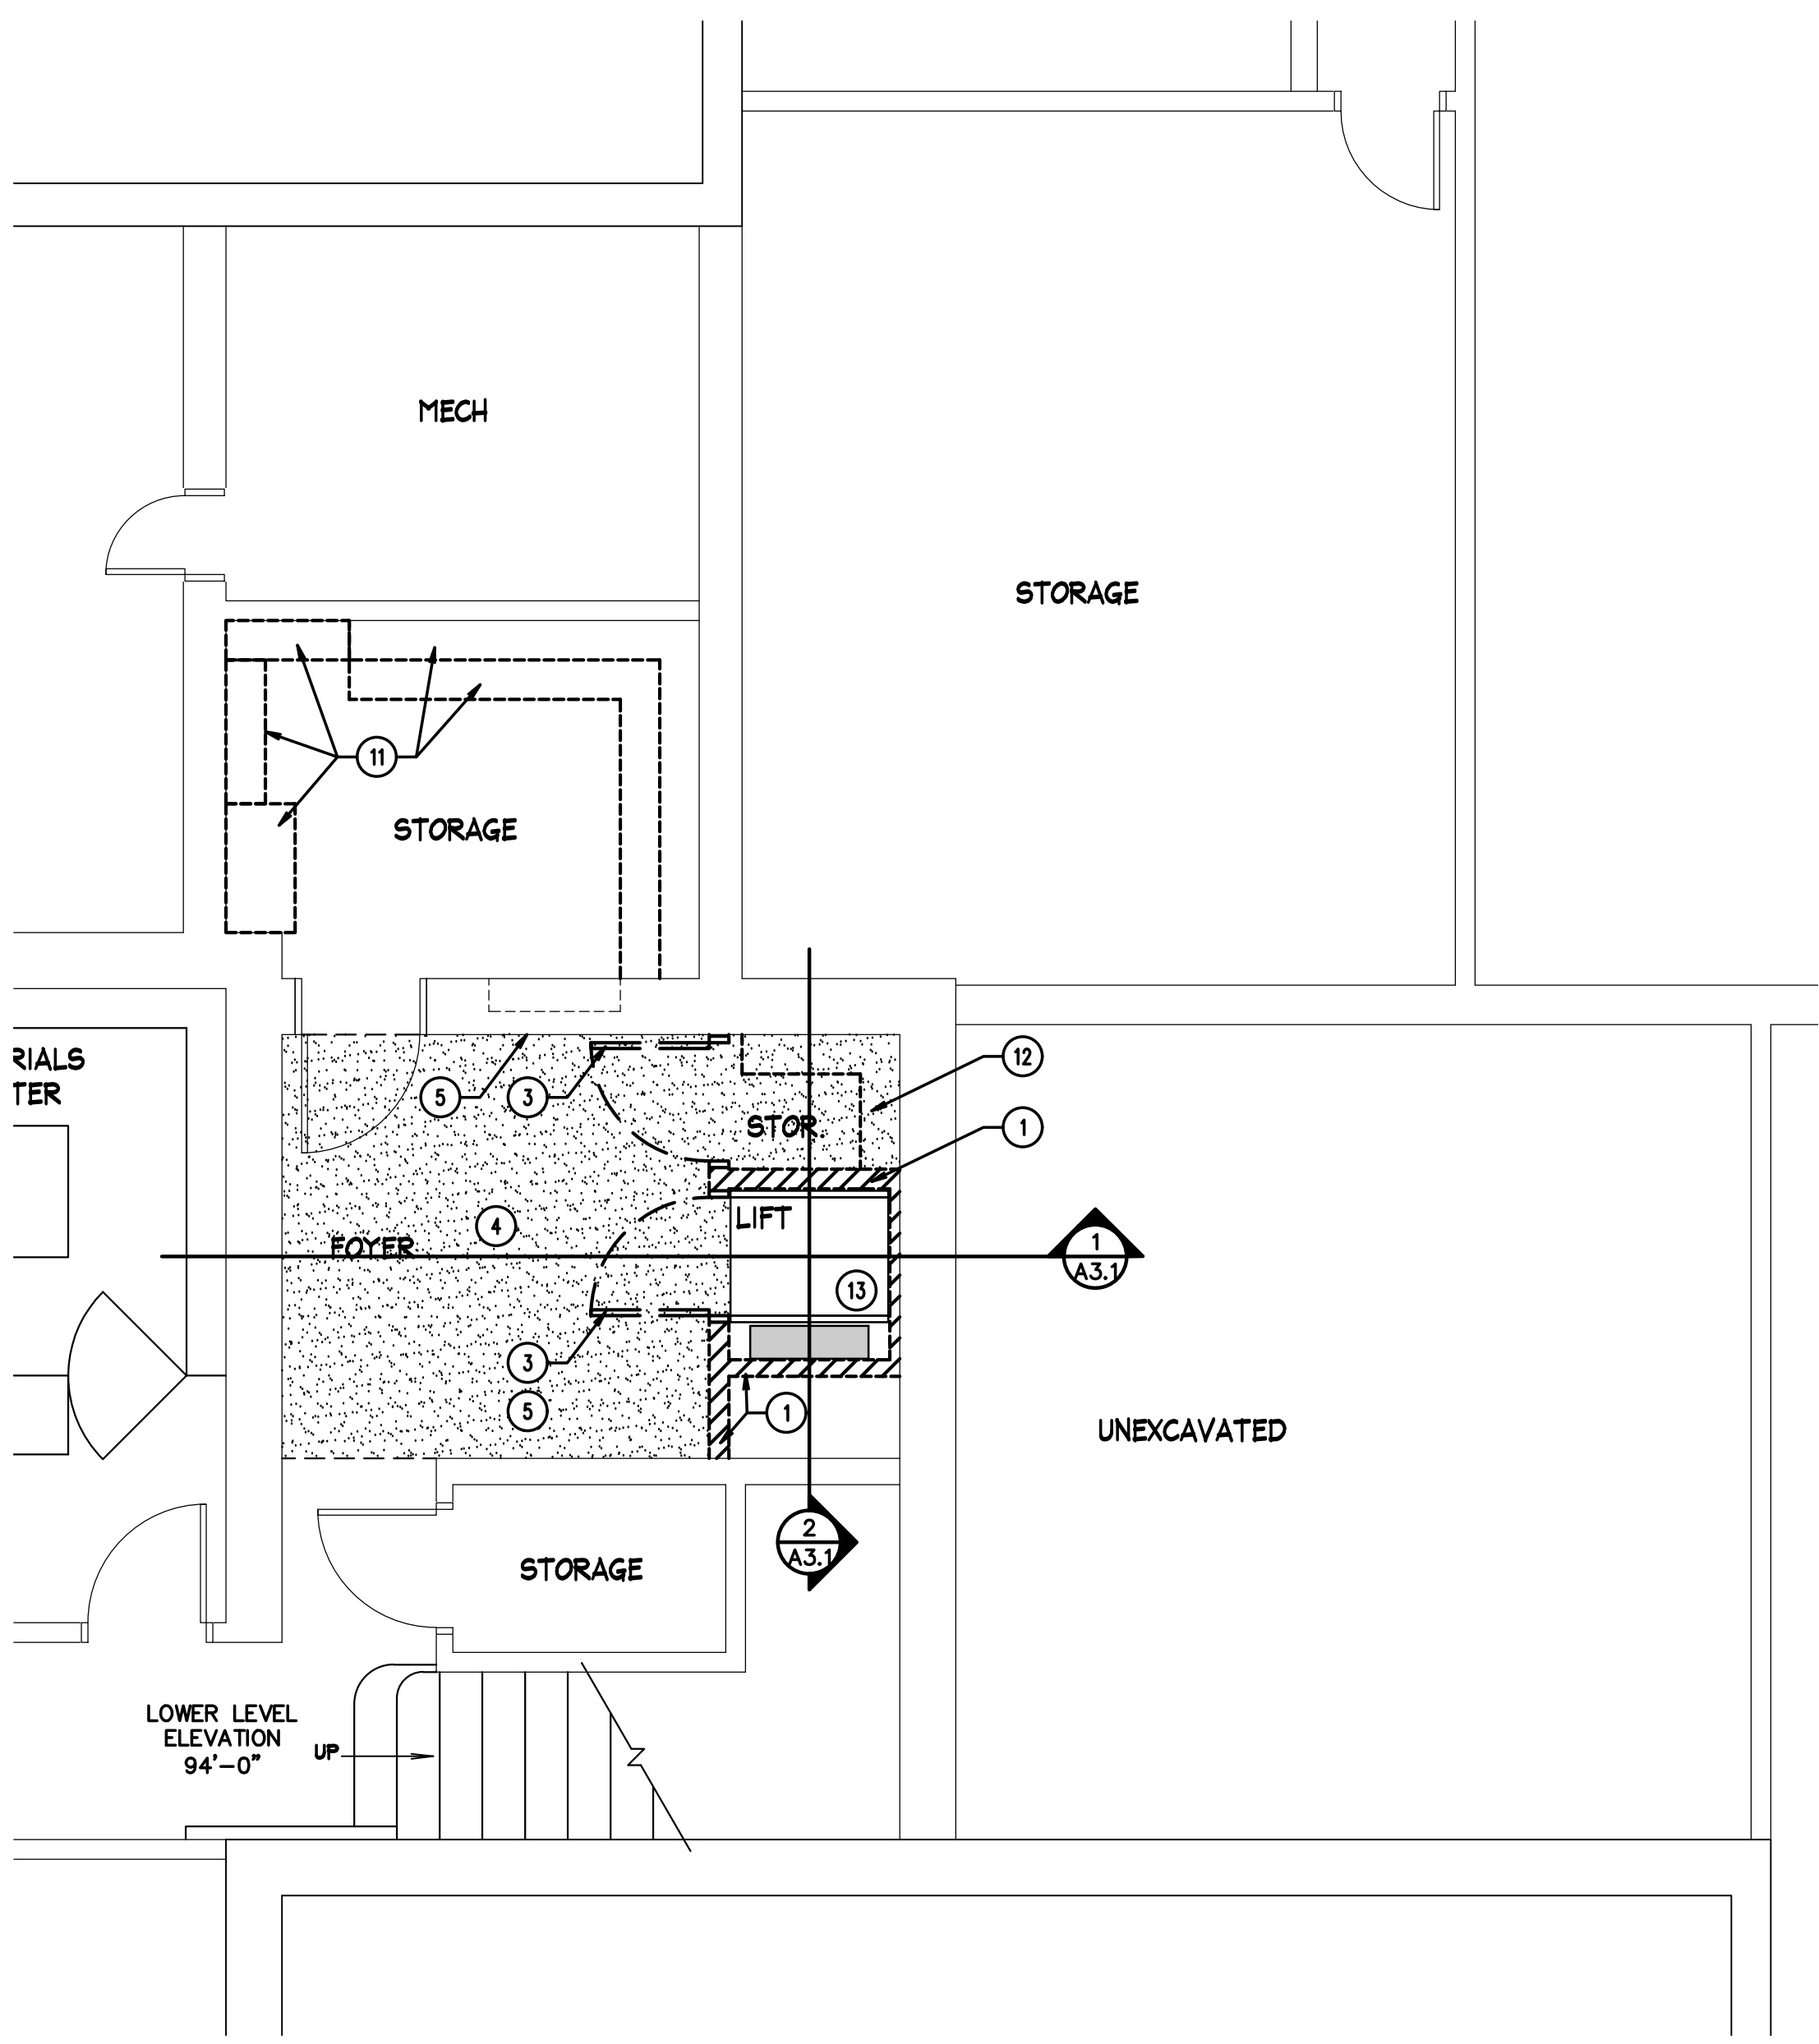 MECH
STORAGE
11
STORAGE
RIALS
TER
12
5
3
1
STOR.
4
LIFT
FOYER
1
A3.1
13
3
5
1
UNEXCAVATED
2
A3.1
STORAGE
LOWER LEVEL
ELEVATION
94'-0"
UP